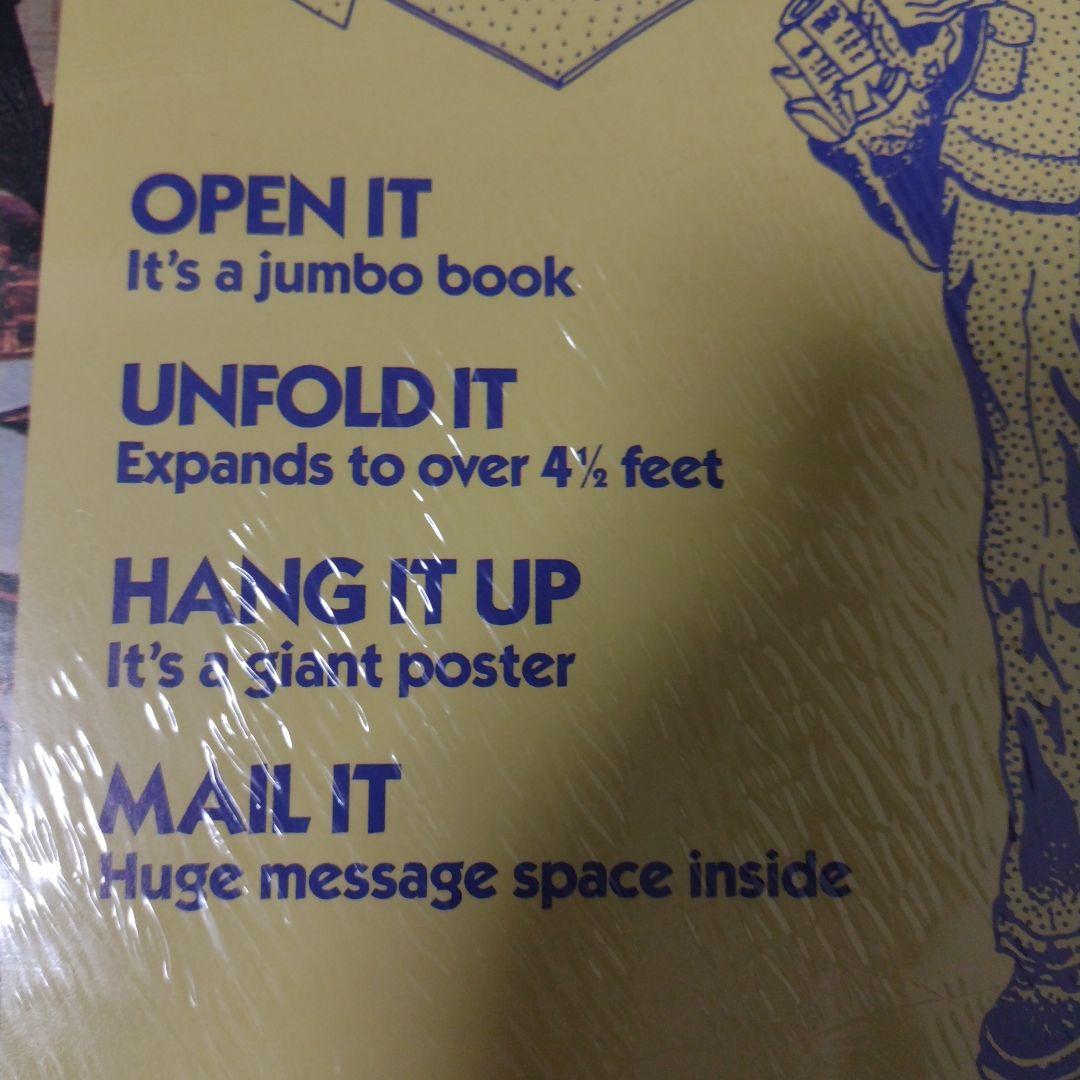 OPEN IT
It's a jumbo book
UNFOLD IT
Expands to over 4½ feet
HANG IT UP
It's a giant poster
MAIL IT
Huge message space inside